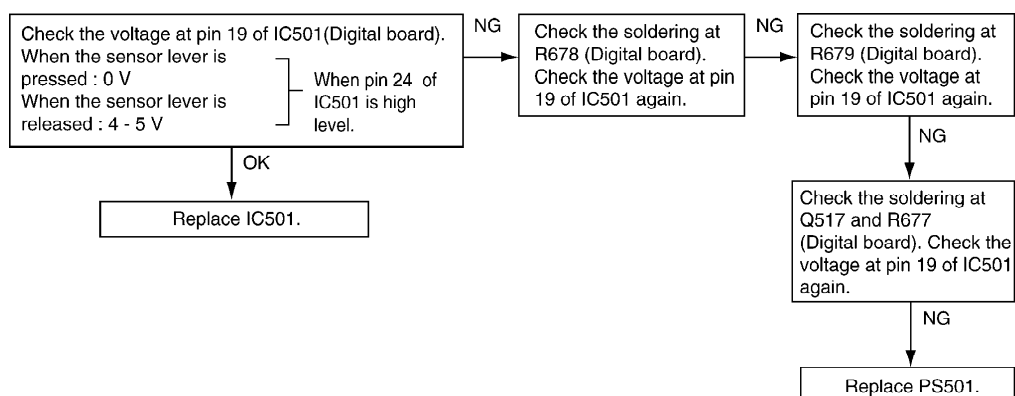 Check the voltage at pin 19 of IC501(Digital board).
When the sensor lever is
pressed : 0 V
When the sensor lever is
released : 4 - 5 V
When pin 24 of
IC501 is high
level.
NG
Check the soldering at
R678 (Digital board).
Check the voltage at pin
19 of IC501 again.
NG
Check the soldering at
R679 (Digital board).
Check the voltage at
pin 19 of IC501 again.
OK
Replace IC501.
NG
Check the soldering at
Q517 and R677
(Digital board). Check the
voltage at pin 19 of IC501
again.
NG
Replace PS501.